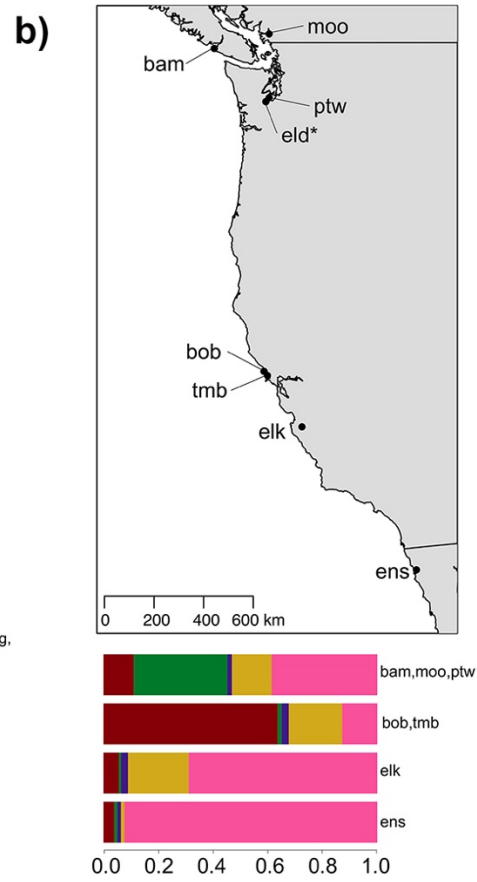 b)
moo
bam
ptw
eld*
bob
tmb
elk
ens
0 200 400 600 km
g,
bam,moo,ptw
bob,tmb
elk
ens
0.0 0.2 0.4 0.6 0.8 1.0